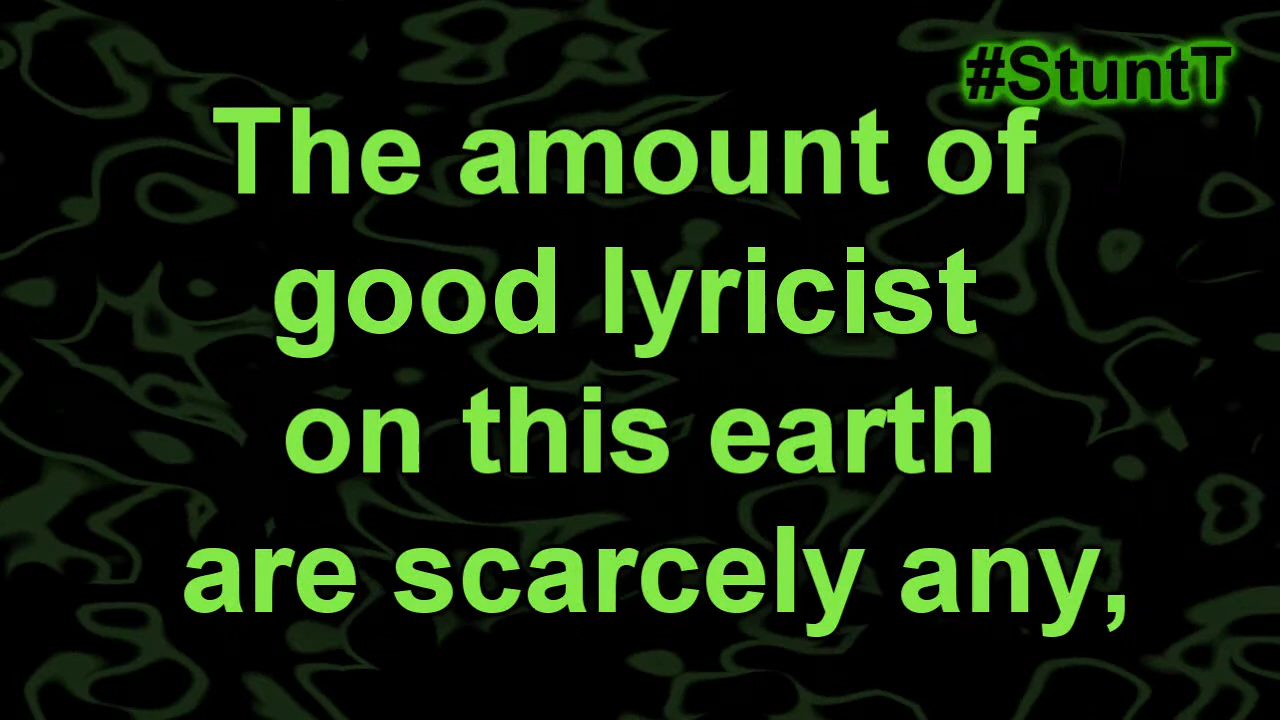 #StuntT
The amount of
good lyricist
on this earth
are scarcely any,